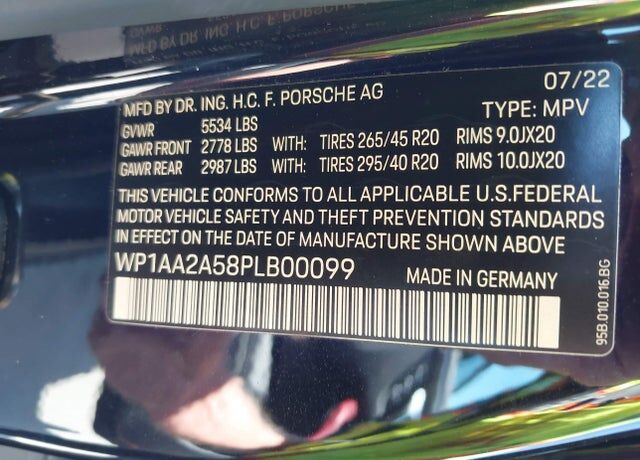 MFD BY DR. ING. H.C. F. PORSCHE AG 07/22
GVWR 5534 LBS TYPE: MPV
GAWR FRONT 2778 LBS WITH: TIRES 265/45 R20 RIMS 9.0JX20
GAWR REAR 2987 LBS WITH: TIRES 295/40 R20 RIMS 10.0JX20
THIS VEHICLE CONFORMS TO ALL APPLICABLE U.S.FEDERAL
MOTOR VEHICLE SAFETY AND THEFT PREVENTION STANDARDS
IN EFFECT ON THE DATE OF MANUFACTURE SHOWN ABOVE
WP1AA2A58PLB00099 MADE IN GERMANY
95B.010.016.BG